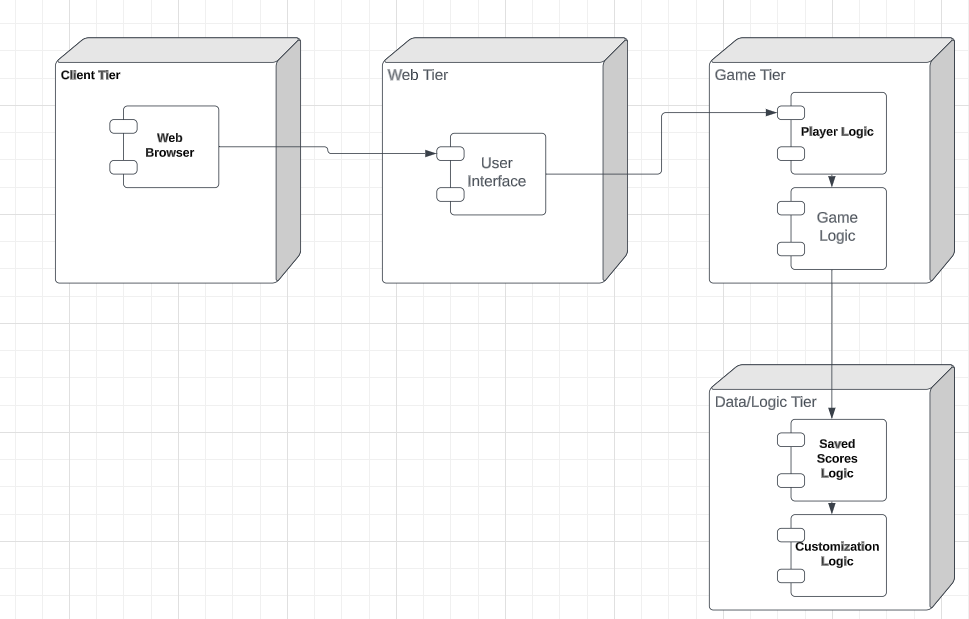 Client Tier
Web
Browser
Web Tier
User
Interface
Game Tier
Player Logic
Game
Logic
Data/Logic Tier
Saved
Scores
Logic
Customization
Logic